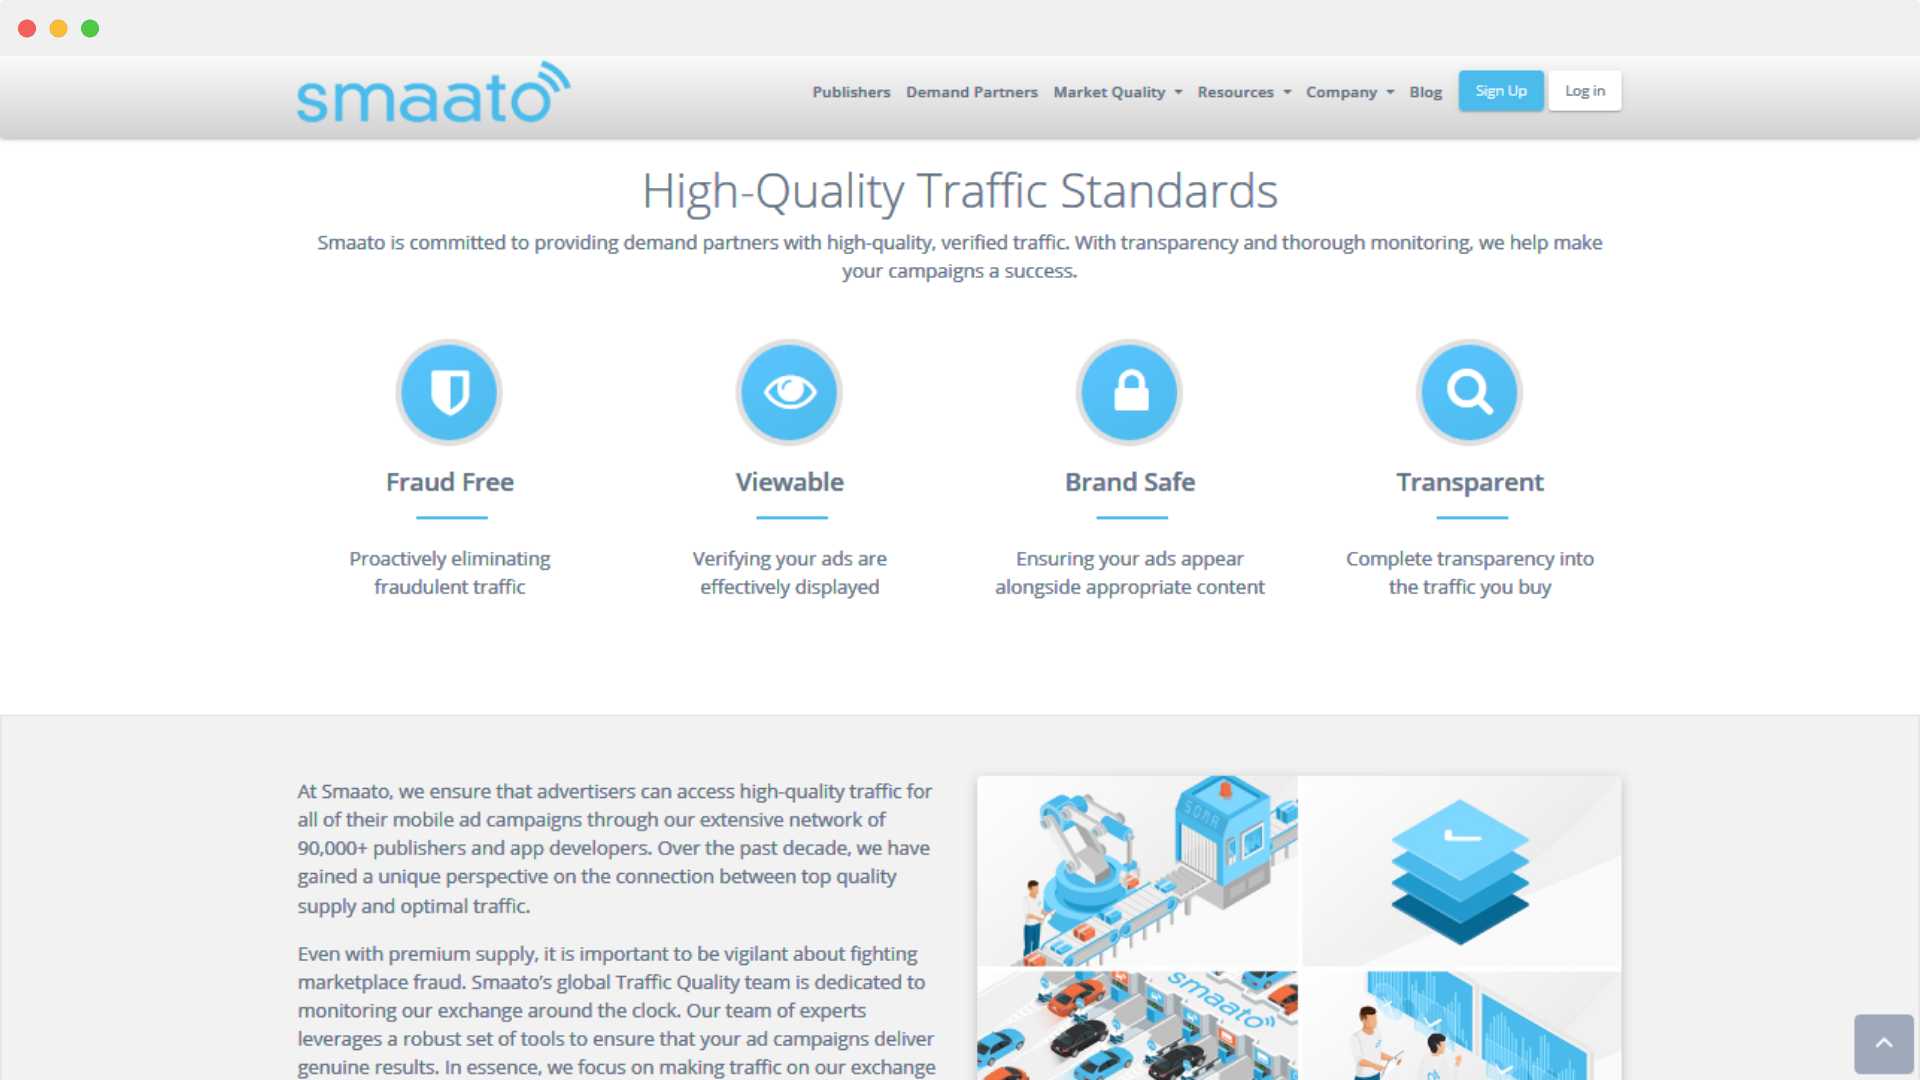 smaato
Publishers Demand Partners Market Quality Resources Company Blog Sign Up Log in
High-Quality Traffic Standards
Smaato is committed to providing demand partners with high-quality, verified traffic. With transparency and thorough monitoring, we help make
your campaigns a success.
Fraud Free
Proactively eliminating
fraudulent traffic
Viewable
Verifying your ads are
effectively displayed
Brand Safe
Ensuring your ads appear
alongside appropriate content
Transparent
Complete transparency into
the traffic you buy
At Smaato, we ensure that advertisers can access high-quality traffic for
all of their mobile ad campaigns through our extensive network of
90,000+ publishers and app developers. Over the past decade, we have
gained a unique perspective on the connection between top quality
supply and optimal traffic.
Even with premium supply, it is important to be vigilant about fighting
marketplace fraud. Smaato’s global Traffic Quality team is dedicated to
monitoring our exchange around the clock. Our team of experts
leverages a robust set of tools to ensure that your ad campaigns deliver
genuine results. In essence, we focus on making traffic on our exchange
SOMA
smaato